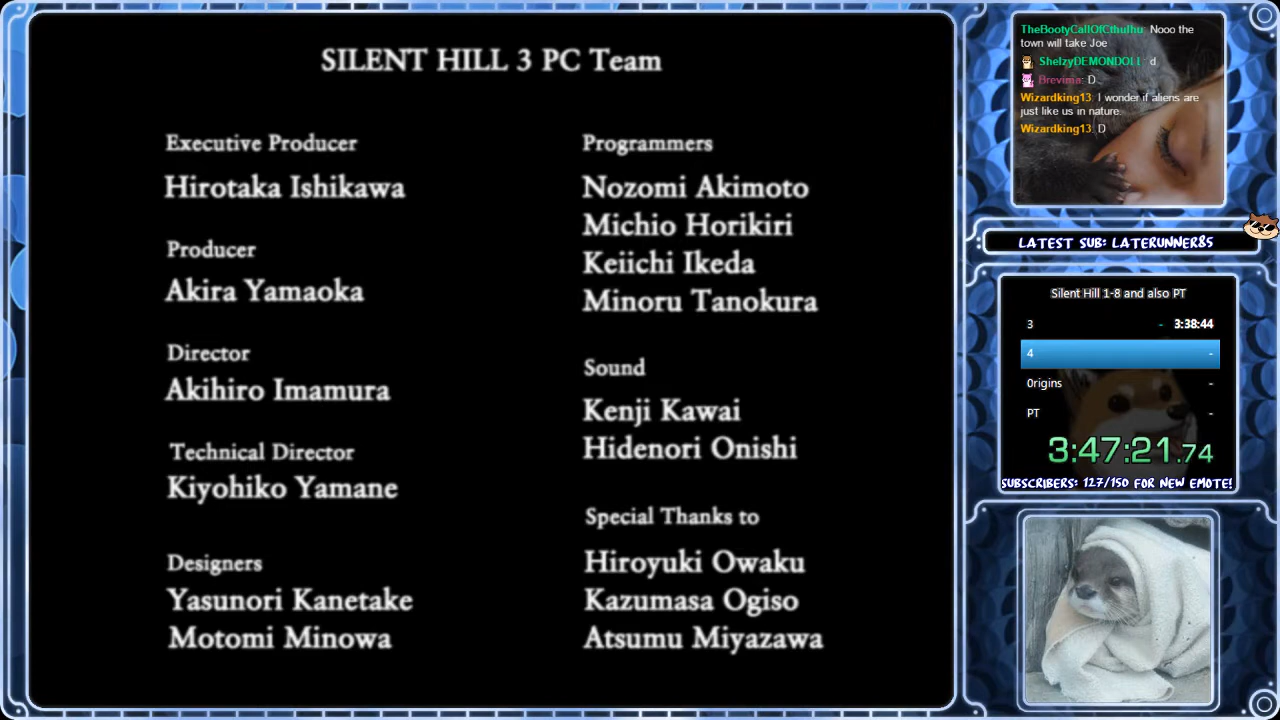 SILENT HILL 3 PC Team
Executive Producer
Hirotaka Ishikawa
Producer
Akira Yamaoka
Director
Akihiro Imamura
Technical Director
Kiyohiko Yamane
Designers
Yasunori Kanetake
Motomi Minowa
Programmers
Nozomi Akimoto
Michio Horikiri
Keiichi Ikeda
Minoru Tanokura
Sound
Kenji Kawai
Hidenori Onishi
Special Thanks to
Hiroyuki Owaku
Kazumasa Ogiso
Atsumu Miyazawa
TheBootyCallOfCthulhu: Nooo the
town will take Joe
ShelzyDEMONDOLL: d
Brevima: D
Wizardking13: I wonder if aliens are
just like us in nature.
Wizardking13: D
LATEST SUB: LATERUNNER85
Silent Hill 1-8 and also PT
3 - 3:38:44
4 -
Origins -
PT -
3:47:21.74
SUBSCRIBERS: 127/150 FOR NEW EMOTE!